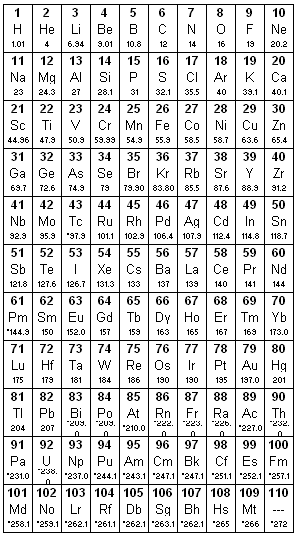 1 2 3 4 5 6 7 8 9 10
H He Li Be B C N O F Ne
1.01 4 6.94 9.01 10.8 12 14 16 19 20.2
11 12 13 14 15 16 17 18 19 20
Na Mg Al Si P S Cl Ar K Ca
23 24.3 27 28.1 31 32.1 35.5 40 39.1 40.1
21 22 23 24 25 26 27 28 29 30
Sc Ti V Cr Mn Fe Co Ni Cu Zn
44.96 47.9 50.9 59.99 54.9 55.9 58.5 58.7 63.6 65.4
31 32 33 34 35 36 37 38 39 40
Ga Ge As Se Br Kr Rb Sr Y Zr
69.7 72.6 74.9 79 79.90 83.80 85.5 87.6 88.9 91.2
41 42 43 44 45 46 47 48 49 50
Nb Mo Tc Ru Rh Pd Ag Cd In Sn
92.9 95.9 *97.9 101.1 102.9 106.4 107.9 112.4 114.8 118.7
51 52 53 54 55 56 57 58 59 60
Sb Te I Xe Cs Ba La Ce Pr Nd
121.8 127.6 126.7 131.3 133 137 139 140 141 144
61 62 63 64 65 66 67 68 69 70
Pm Sm Eu Gd Tb Dy Ho Er Tm Yb
*144.9 150 152.0 157 159 163 165 167 169 173.0
71 72 73 74 75 76 77 78 79 80
Lu Hf Ta W Re Os Ir Pt Au Hg
175 179 181 184 186 190 195 195 197.0 201
81 82 83 84 85 86 87 88 89 90
Tl Pb Bi Po At Rn Fr Ra Ac Th
204 207 *209.0 *209.0 *210.0 *222.0 *223.0 *226.0 *227.0 *232.0
91 92 93 94 95 96 97 98 99 100
Pa U Np Pu Am Cm Bk Cf Es Fm
*231.0 *238.0 *237.0 *244.1 *243.1 *247.1 *247.1 *251.1 *252.1 *257.1
101 102 103 104 105 106 107 108 109 110
Md No Lr Rf Db Sg Bh Hs Mt ---
*258.1 *259.1 *262.1 *261.1 *262.1 *263.1 *262.1 *265 *266 *272